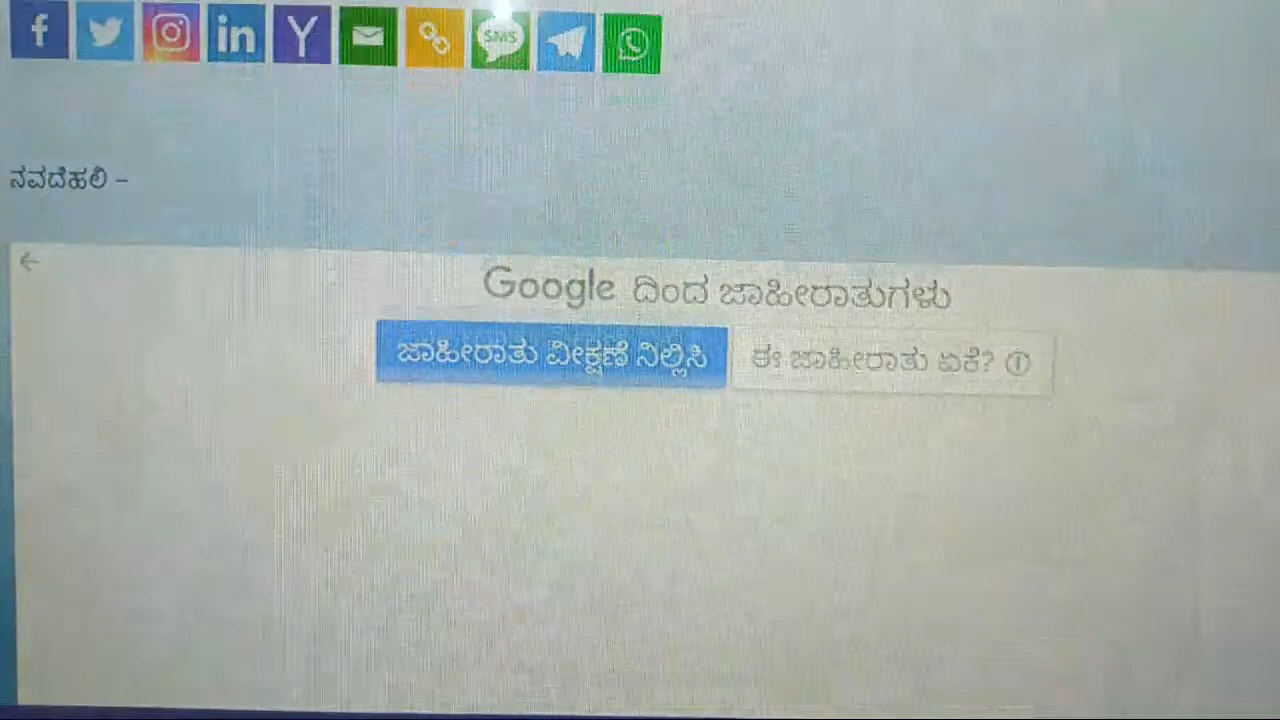 SMS
ನವದೆಹಲಿ –
Google ದಿಂದ ಜಾಹೀರಾತುಗಳು
ಜಾಹೀರಾತು ವೀಕ್ಷಣೆ ನಿಲ್ಲಿಸಿ
ಈ ಜಾಹೀರಾತು ಏಕೆ?